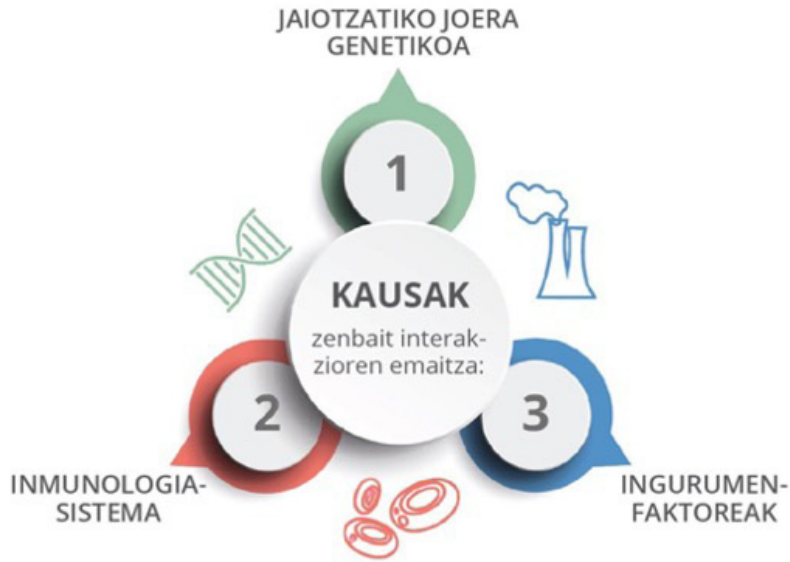 JAIOTZATIKO JOERA
GENETIKOA
1
KAUSAK
zenbait interak-
zioren emaitza:
2
3
INMUNOLOGIA-
SISTEMA
INGURUMEN-
FAKTOREAK